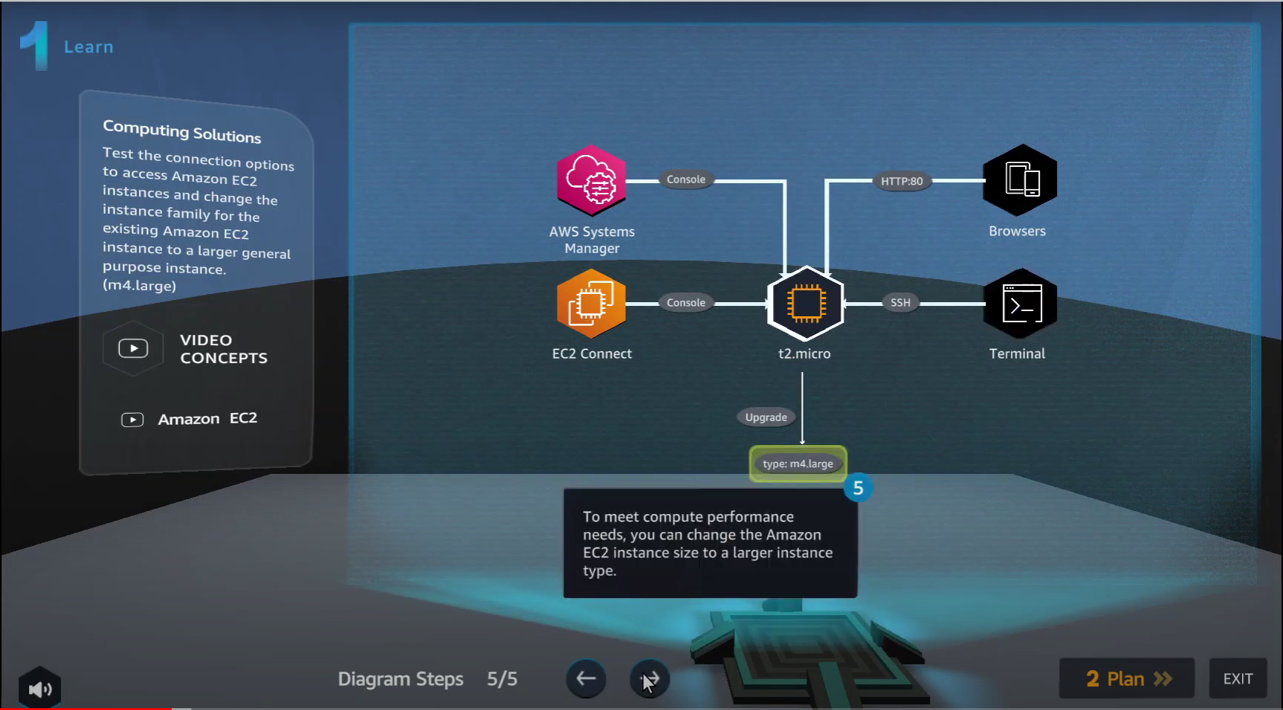 1 Learn
Computing Solutions
Test the connection options
to access Amazon EC2
instances and change the
instance family for the
existing Amazon EC2
instance to a larger general
purpose instance.
(m4.large)
VIDEO
CONCEPTS
Amazon EC2
Console
HTTP:80
AWS Systems
Manager
Browsers
Console
SSH
EC2 Connect
t2.micro
Terminal
Upgrade
type: m4.large
5
To meet compute performance
needs, you can change the Amazon
EC2 instance size to a larger instance
type.
Diagram Steps 5/5
2 Plan
EXIT